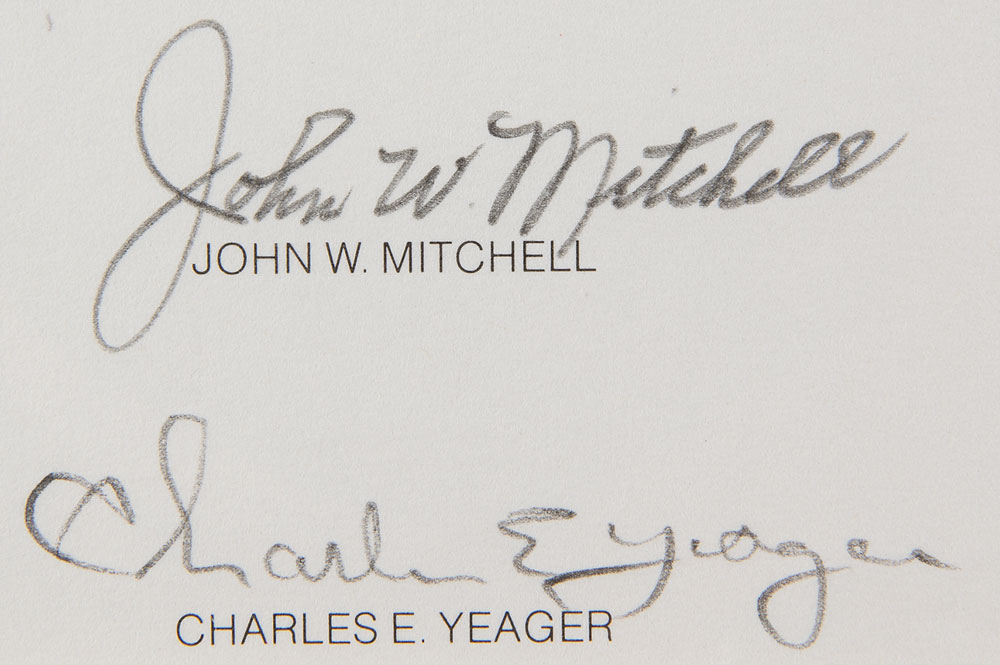 John W. Mitchell
JOHN W. MITCHELL
Charles E Yeager
CHARLES E. YEAGER